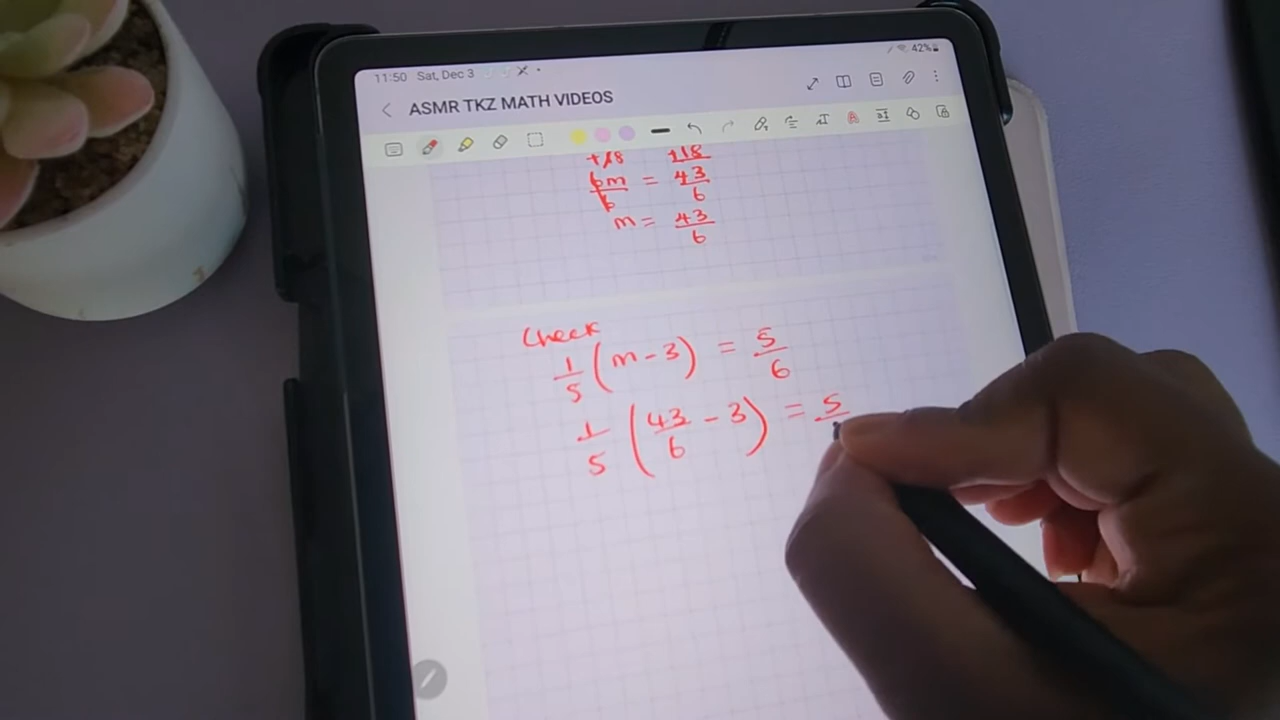 11:50 Sat, Dec 3 42%
ASMR TKZ MATH VIDEOS
+18 +18
6m/6 = 43/6
m = 43/6
Check
1/5 (m - 3) = 5/6
1/5 (43/6 - 3) = 5